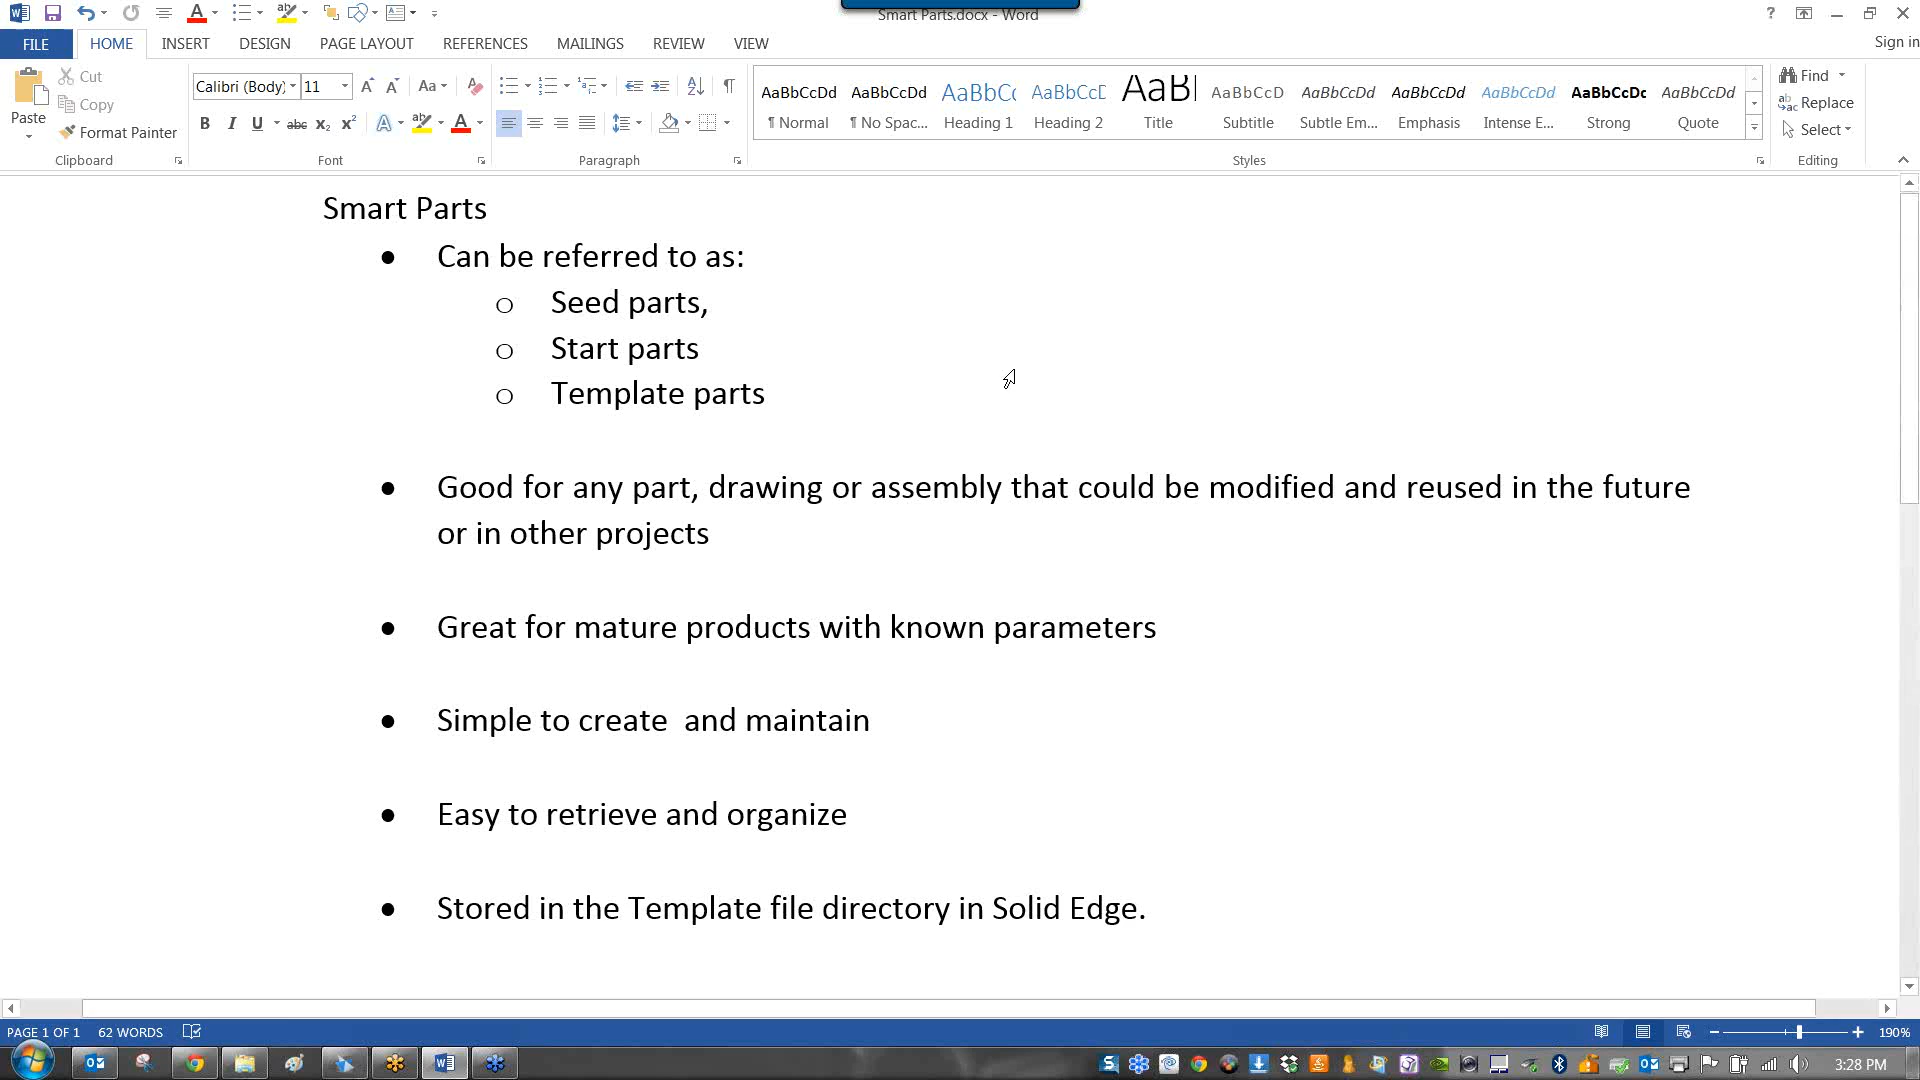 Smart Parts.docx - Word
?
Sign in
FILE HOME INSERT DESIGN PAGE LAYOUT REFERENCES MAILINGS REVIEW VIEW
Paste
Cut
Copy
Format Painter
Clipboard
Calibri (Body) 11
Font
Paragraph
AaBbCcDd AaBbCcDd AaBbCc AaBbCcD AaBl AaBbCcD AaBbCcDd AaBbCcDd AaBbCcDd AaBbCcDc AaBbCcDd
¶ Normal ¶ No Spac... Heading 1 Heading 2 Title Subtitle Subtle Em... Emphasis Intense E... Strong Quote
Styles
Find
Replace
Select
Editing
Smart Parts
● Can be referred to as:
o Seed parts,
o Start parts
o Template parts
● Good for any part, drawing or assembly that could be modified and reused in the future
or in other projects
● Great for mature products with known parameters
● Simple to create  and maintain
● Easy to retrieve and organize
● Stored in the Template file directory in Solid Edge.
PAGE 1 OF 1 62 WORDS
190%
3:28 PM